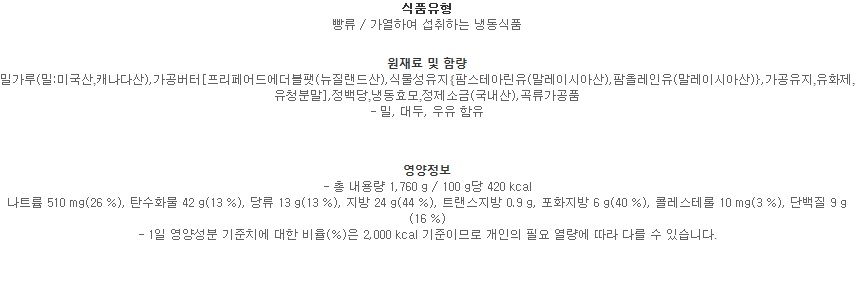 식품유형
빵류 / 가열하여 섭취하는 냉동식품
원재료 및 함량
밀가루(밀:미국산,캐나다산),가공버터[프리페어드에더블팻(뉴질랜드산),식물성유지{팜스테아린유(말레이시아산),팜올레인유(말레이시아산)},가공유지,유화제,
유청분말],정백당,냉동효모,정제소금(국내산),곡류가공품
- 밀, 대두, 우유 함유
영양정보
- 총 내용량 1,760 g / 100 g당 420 kcal
나트륨 510 mg(26 %), 탄수화물 42 g(13 %), 당류 13 g(13 %), 지방 24 g(44 %), 트랜스지방 0.9 g, 포화지방 6 g(40 %), 콜레스테롤 10 mg(3 %), 단백질 9 g
(16 %)
- 1일 영양성분 기준치에 대한 비율(%)은 2,000 kcal 기준이므로 개인의 필요 열량에 따라 다를 수 있습니다.